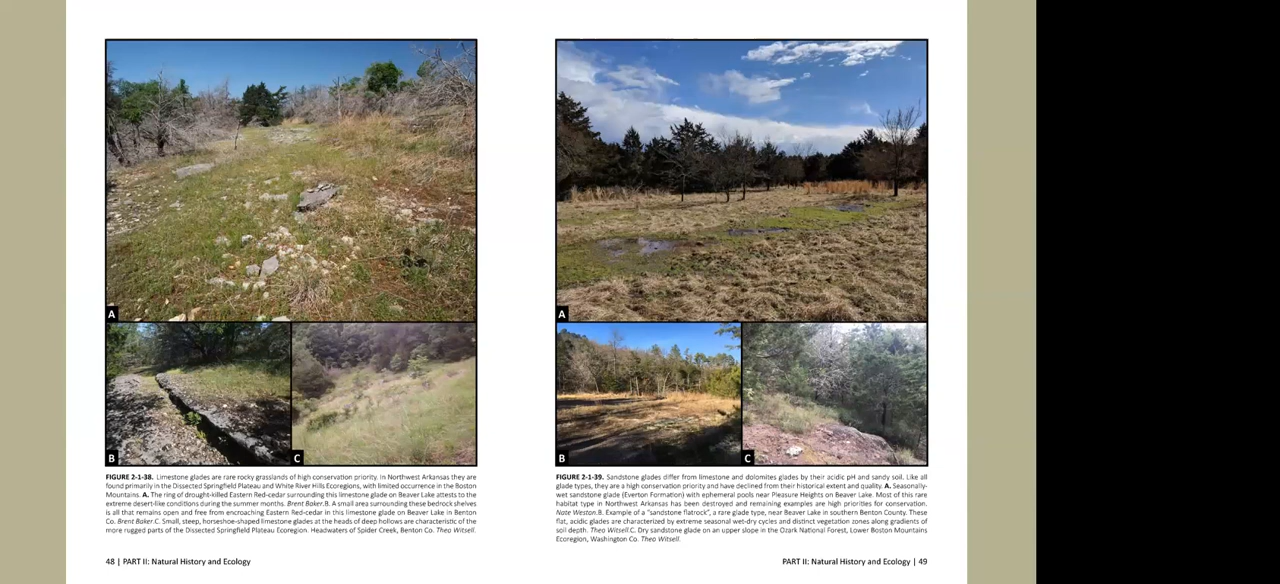 A
B
C
FIGURE 2-1-38. Limestone glades are rare rocky grasslands of high conservation priority. In Northwest Arkansas they are
found primarily in the Dissected Springfield Plateau and White River Hills Ecoregions, with limited occurrence in the Boston
Mountains. A. The ring of drought-killed Eastern Red-cedar surrounding this limestone glade on Beaver Lake attests to the
extreme desert-like conditions during the summer months. Brent Baker.B. A small area surrounding these bedrock shelves
is all that remains open and free from encroaching Eastern Red-cedar in this limestone glade on Beaver Lake in Benton
Co. Brent Baker.C. Small, steep, horseshoe-shaped limestone glades at the heads of deep hollows are characteristic of the
more rugged parts of the Dissected Springfield Plateau Ecoregion. Headwaters of Spider Creek, Benton Co. Theo Witsell.
48 | PART II: Natural History and Ecology
A
B
C
FIGURE 2-1-39. Sandstone glades differ from limestone and dolomites glades by their acidic pH and sandy soil. Like all
glade types, they are a high conservation priority and have declined from their historical extent and quality. A. Seasonally-
wet sandstone glade (Everton Formation) with ephemeral pools near Pleasure Heights on Beaver Lake. Most of this rare
habitat type in Northwest Arkansas has been destroyed and remaining examples are high priorities for conservation.
Nate Weston.B. Example of a "sandstone flatrock", a rare glade type, near Beaver Lake in southern Benton County. These
flat, acidic glades are characterized by extreme seasonal wet-dry cycles and distinct vegetation zones along gradients of
soil depth. Theo Witsell.C. Dry sandstone glade on an upper slope in the Ozark National Forest, Lower Boston Mountains
Ecoregion, Washington Co. Theo Witsell.
PART II: Natural History and Ecology | 49